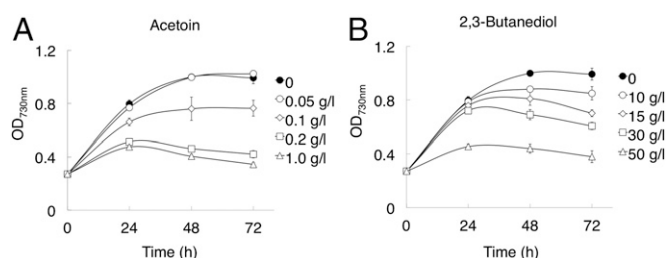 A
Acetoin
1.2
0.8
0.4
0
OD730nm
0
24
48
72
Time (h)
0
0.05 g/l
0.1 g/l
0.2 g/l
1.0 g/l
B
2,3-Butanediol
1.2
0.8
0.4
0
OD730nm
0
24
48
72
Time (h)
0
10 g/l
15 g/l
30 g/l
50 g/l